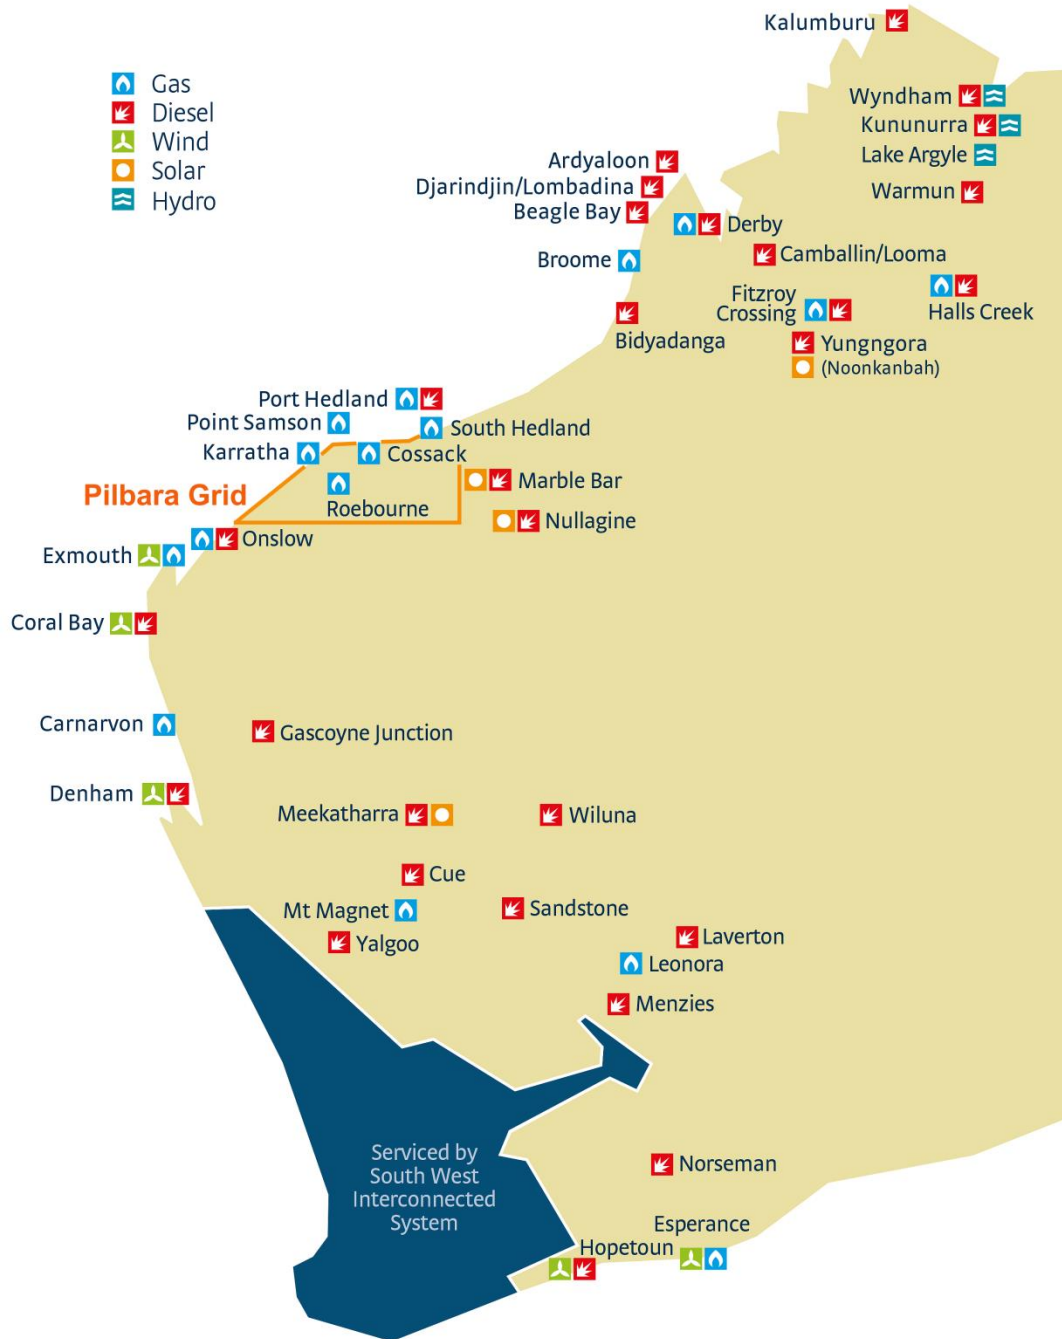 Kalumburu
Gas
Diesel
Wind
Solar
Hydro
Wyndham
Kununurra
Lake Argyle
Warmun
Ardyaloon
Djarindjin/Lombadina
Beagle Bay
Derby
Broome
Camballin/Looma
Fitzroy
Crossing
Halls Creek
Bidyadanga
Yungngora
(Noonkanbah)
Port Hedland
Point Samson
South Hedland
Karratha
Cossack
Marble Bar
Pilbara Grid
Roebourne
Nullagine
Onslow
Exmouth
Coral Bay
Carnarvon
Gascoyne Junction
Denham
Meekatharra
Wiluna
Cue
Mt Magnet
Sandstone
Yalgoo
Laverton
Leonora
Menzies
Serviced by
South West
Interconnected
System
Norseman
Esperance
Hopetoun